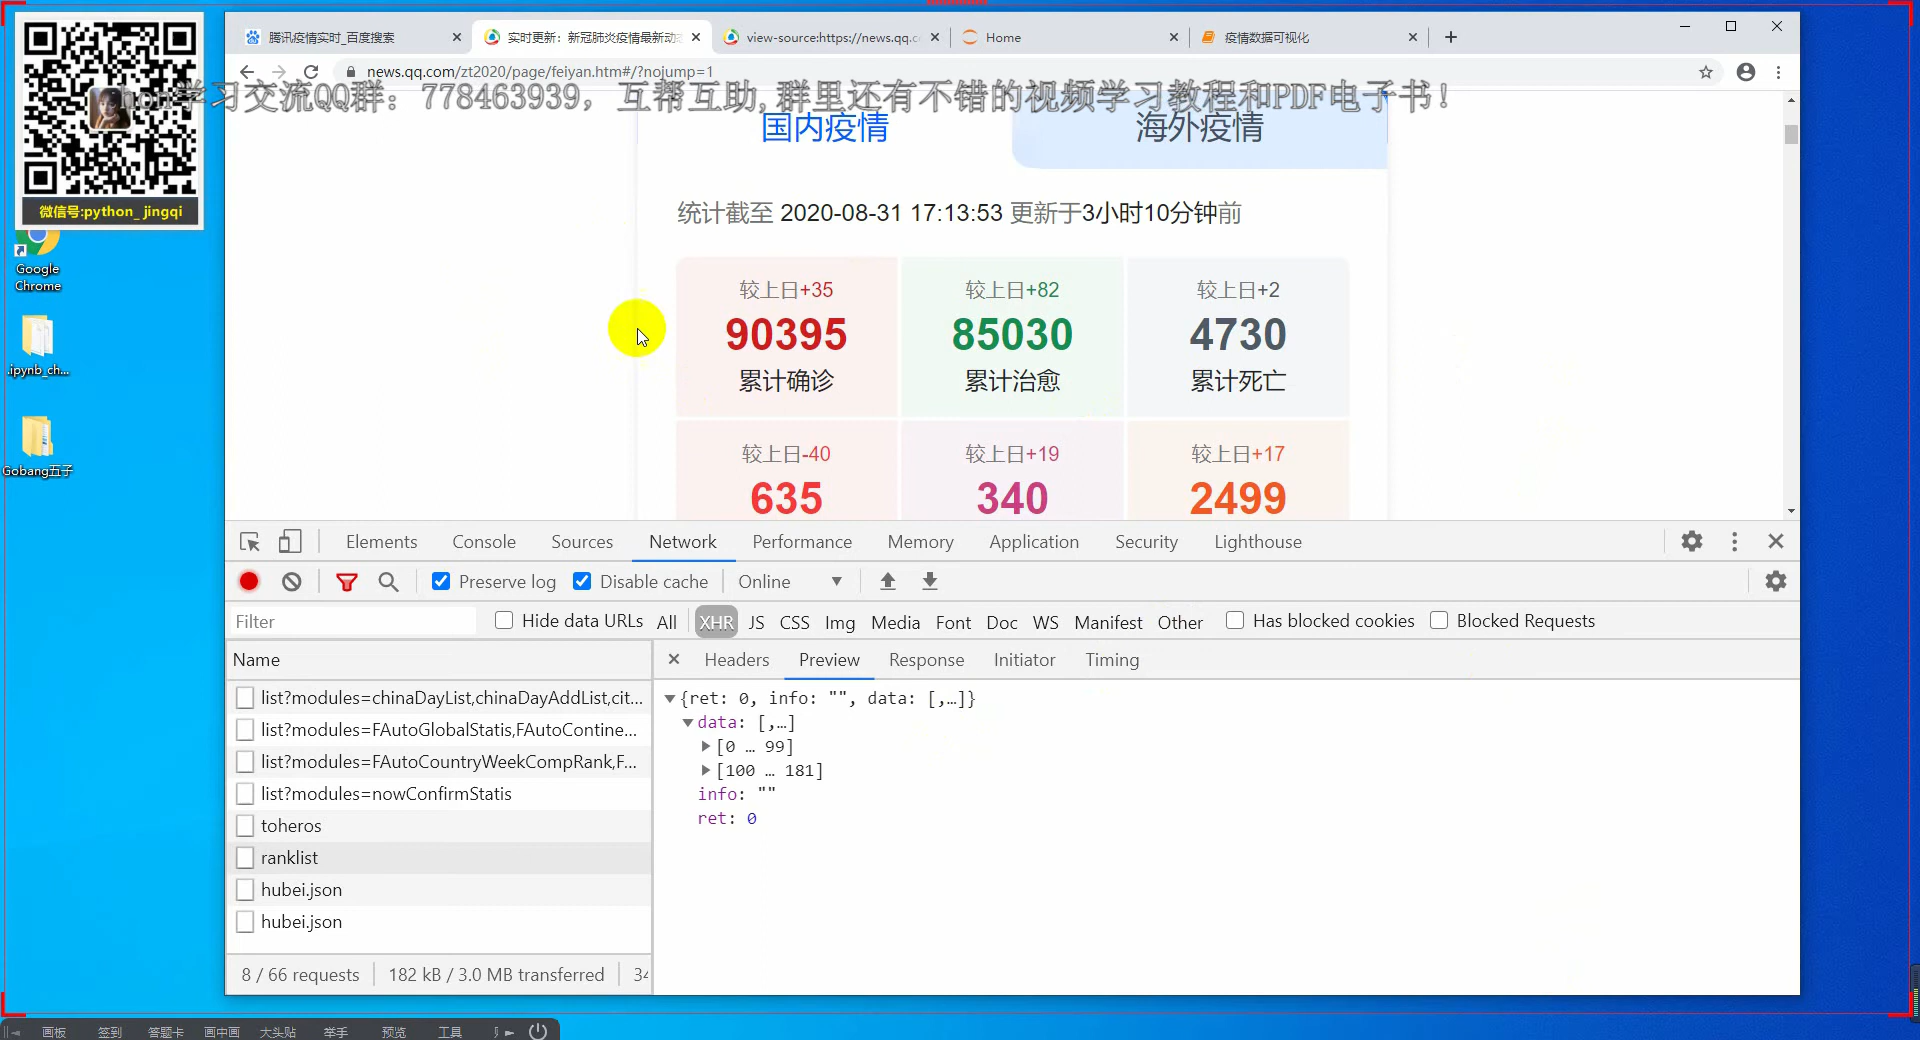 腾讯疫情实时_百度搜索
实时更新：新冠肺炎疫情最新动态
view-source:https://news.qq.c
Home
疫情数据可视化
news.qq.com/zt2020/page/feiyan.htm#/?nojump=1
hon学习交流QQ群：778463939，互帮互助,群里还有不错的视频学习教程和PDF电子书！
微信号:python_jingqi
Google
Chrome
.ipynb_ch...
Gobang五子
国内疫情
海外疫情
统计截至 2020-08-31 17:13:53 更新于3小时10分钟前
较上日+35
较上日+82
较上日+2
90395
85030
4730
累计确诊
累计治愈
累计死亡
较上日-40
较上日+19
较上日+17
635
340
2499
Elements
Console
Sources
Network
Performance
Memory
Application
Security
Lighthouse
Preserve log
Disable cache
Online
Filter
Hide data URLs
All
XHR
JS
CSS
Img
Media
Font
Doc
WS
Manifest
Other
Has blocked cookies
Blocked Requests
Name
Headers
Preview
Response
Initiator
Timing
list?modules=chinaDayList,chinaDayAddList,cit...
list?modules=FAutoGlobalStatis,FAutoContine...
list?modules=FAutoCountryWeekCompRank,F...
list?modules=nowConfirmStatis
toheros
ranklist
hubei.json
hubei.json
{ret: 0, info: "", data: [,…]}
data: [,…]
[0 … 99]
[100 … 181]
info: ""
ret: 0
8 / 66 requests
182 kB / 3.0 MB transferred
画板
签到
答题卡
画中画
大头贴
举手
预览
工具